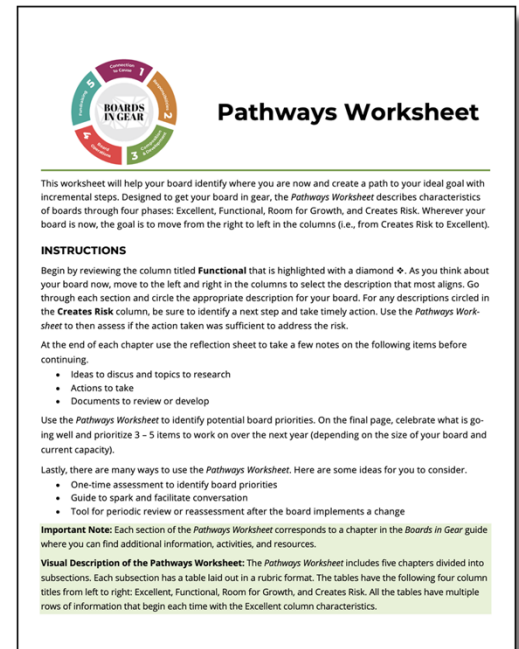 Connection
to Cause
1
2
Composition
& Development
3
Board
Operations
4
Fundraising
5
BOARDS
IN GEAR
Pathways Worksheet
This worksheet will help your board identify where you are now and create a path to your ideal goal with
incremental steps. Designed to get your board in gear, the Pathways Worksheet describes characteristics
of boards through four phases: Excellent, Functional, Room for Growth, and Creates Risk. Wherever your
board is now, the goal is to move from the right to left in the columns (i.e., from Creates Risk to Excellent).
INSTRUCTIONS
Begin by reviewing the column titled Functional that is highlighted with a diamond ❖. As you think about
your board now, move to the left and right in the columns to select the description that most aligns. Go
through each section and circle the appropriate description for your board. For any descriptions circled in
the Creates Risk column, be sure to identify a next step and take timely action. Use the Pathways Work-
sheet to then assess if the action taken was sufficient to address the risk.
At the end of each chapter use the reflection sheet to take a few notes on the following items before
continuing.
• Ideas to discus and topics to research
• Actions to take
• Documents to review or develop
Use the Pathways Worksheet to identify potential board priorities. On the final page, celebrate what is go-
ing well and prioritize 3 – 5 items to work on over the next year (depending on the size of your board and
current capacity).
Lastly, there are many ways to use the Pathways Worksheet. Here are some ideas for you to consider.
• One-time assessment to identify board priorities
• Guide to spark and facilitate conversation
• Tool for periodic review or reassessment after the board implements a change
Important Note: Each section of the Pathways Worksheet corresponds to a chapter in the Boards in Gear guide
where you can find additional information, activities, and resources.
Visual Description of the Pathways Worksheet: The Pathways Worksheet includes five chapters divided into
subsections. Each subsection has a table laid out in a rubric format. The tables have the following four column
titles from left to right: Excellent, Functional, Room for Growth, and Creates Risk. All the tables have multiple
rows of information that begin each time with the Excellent column characteristics.